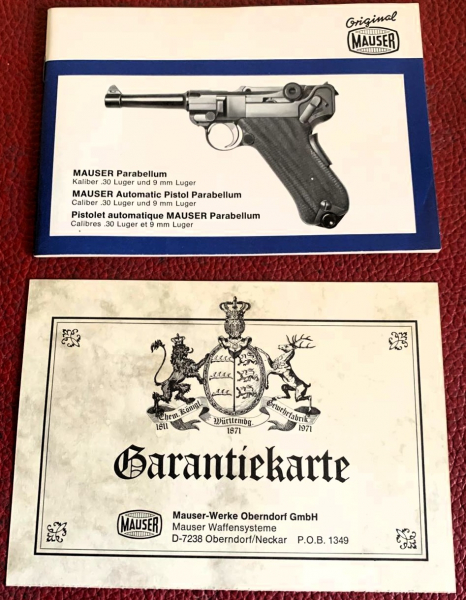 Original
MAUSER
MAUSER Parabellum
Kaliber .30 Luger und 9 mm Luger
MAUSER Automatic Pistol Parabellum
Caliber .30 Luger und 9 mm Luger
Pistolet automatique MAUSER Parabellum
Calibres .30 Luger et 9 mm Luger
Ehem. Königl. Württembg. Gewehrfabrik
1811 1871 1971
Garantiekarte
MAUSER
Mauser-Werke Oberndorf GmbH
Mauser Waffensysteme
D-7238 Oberndorf/Neckar P.O.B. 1349